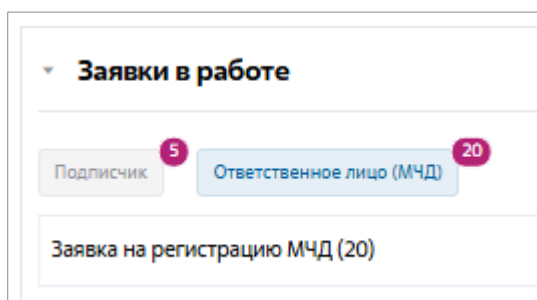 Заявки в работе
5
20
Подписчик
Ответственное лицо (МЧД)
Заявка на регистрацию МЧД (20)